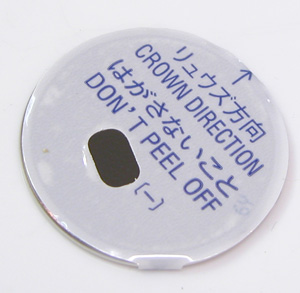 ↑
リュウズ方向
CROWN DIRECTION
はがさないこと
DON'T PEEL OFF
(-)